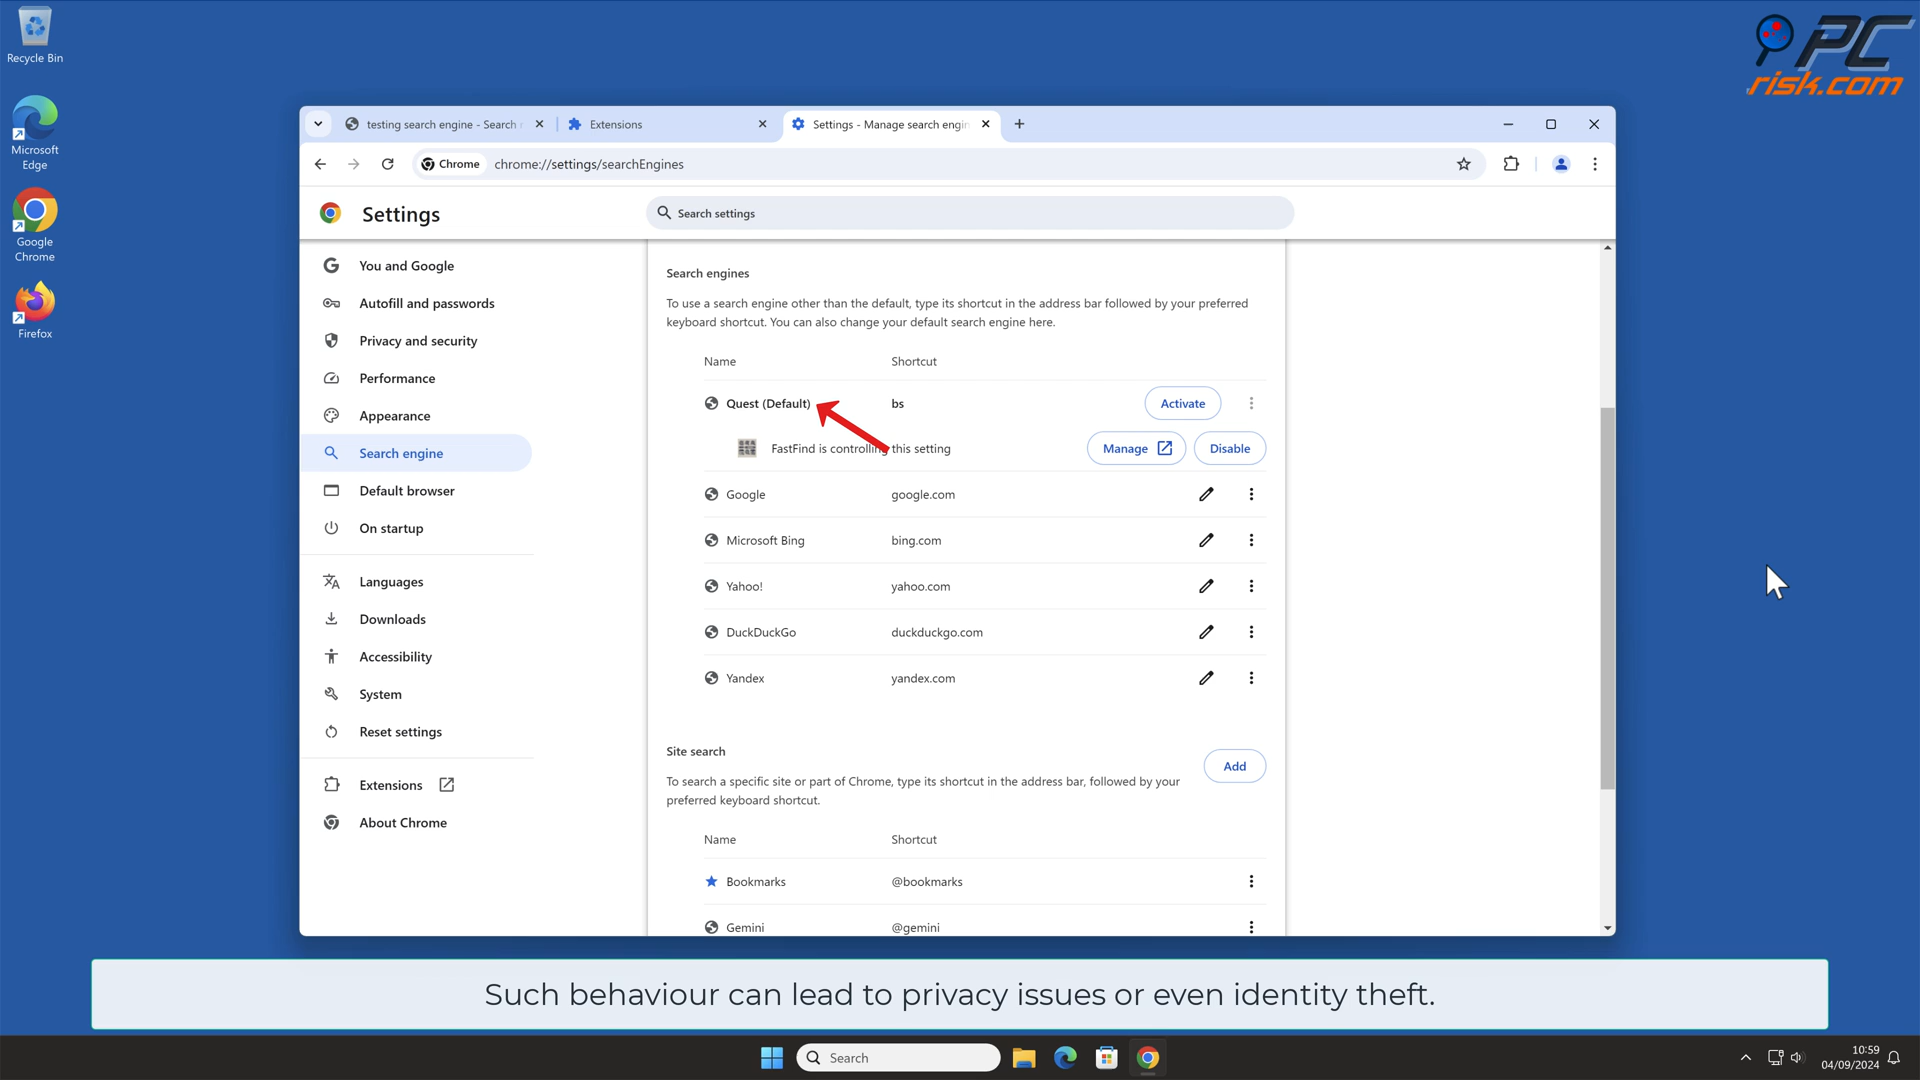 Recycle Bin
Microsoft
Edge
Google
Chrome
Firefox
PC
risk.com
testing search engine - Search r
Extensions
Settings - Manage search engin
Chrome
chrome://settings/searchEngines
Settings
Search settings
You and Google
Autofill and passwords
Privacy and security
Performance
Appearance
Search engine
Default browser
On startup
Languages
Downloads
Accessibility
System
Reset settings
Extensions
About Chrome
Search engines
To use a search engine other than the default, type its shortcut in the address bar followed by your preferred
keyboard shortcut. You can also change your default search engine here.
Name Shortcut
Quest (Default) bs Activate
FastFind is controlling this setting Manage Disable
Google google.com
Microsoft Bing bing.com
Yahoo! yahoo.com
DuckDuckGo duckduckgo.com
Yandex yandex.com
Site search
Add
To search a specific site or part of Chrome, type its shortcut in the address bar, followed by your
preferred keyboard shortcut.
Name Shortcut
Bookmarks @bookmarks
Gemini @gemini
Such behaviour can lead to privacy issues or even identity theft.
Search
10:59
04/09/2024